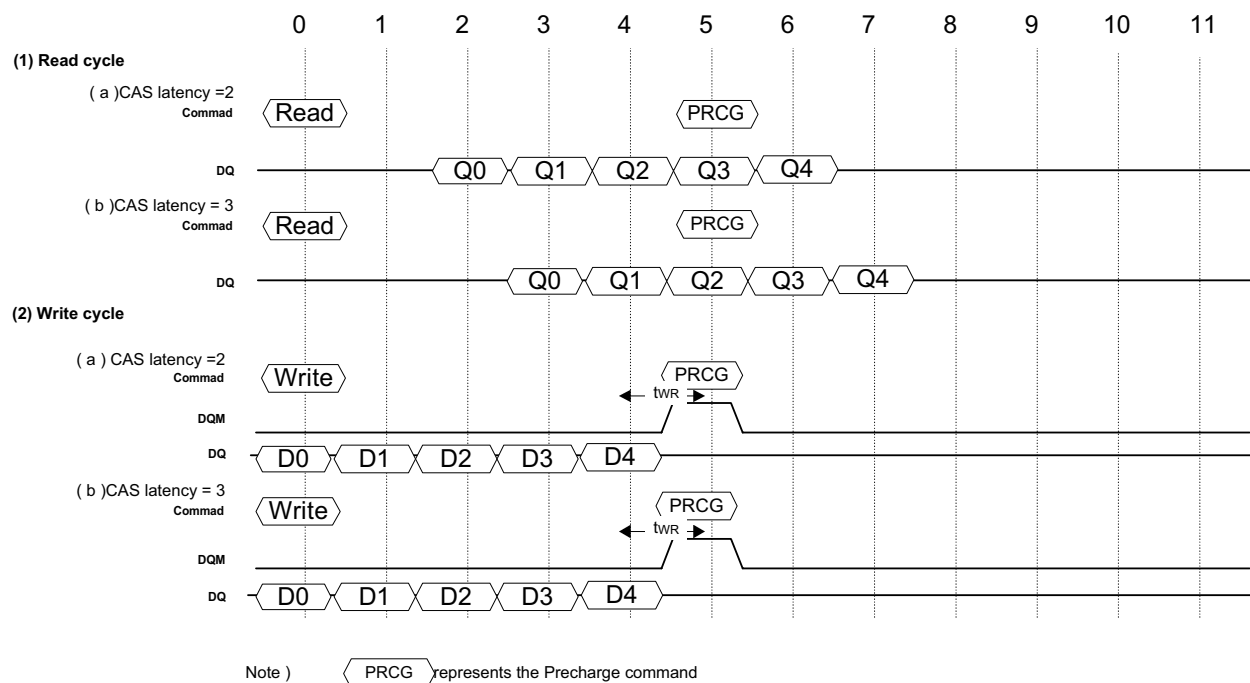 0 1 2 3 4 5 6 7 8 9 10 11
(1) Read cycle
( a )CAS latency =2
Commad Read PRCG
DQ Q0 Q1 Q2 Q3 Q4
( b )CAS latency = 3
Commad Read PRCG
DQ Q0 Q1 Q2 Q3 Q4
(2) Write cycle
( a ) CAS latency =2
Commad Write PRCG
tWR
DQM
DQ D0 D1 D2 D3 D4
( b )CAS latency = 3
Commad Write PRCG
tWR
DQM
DQ D0 D1 D2 D3 D4
Note ) PRCG represents the Precharge command